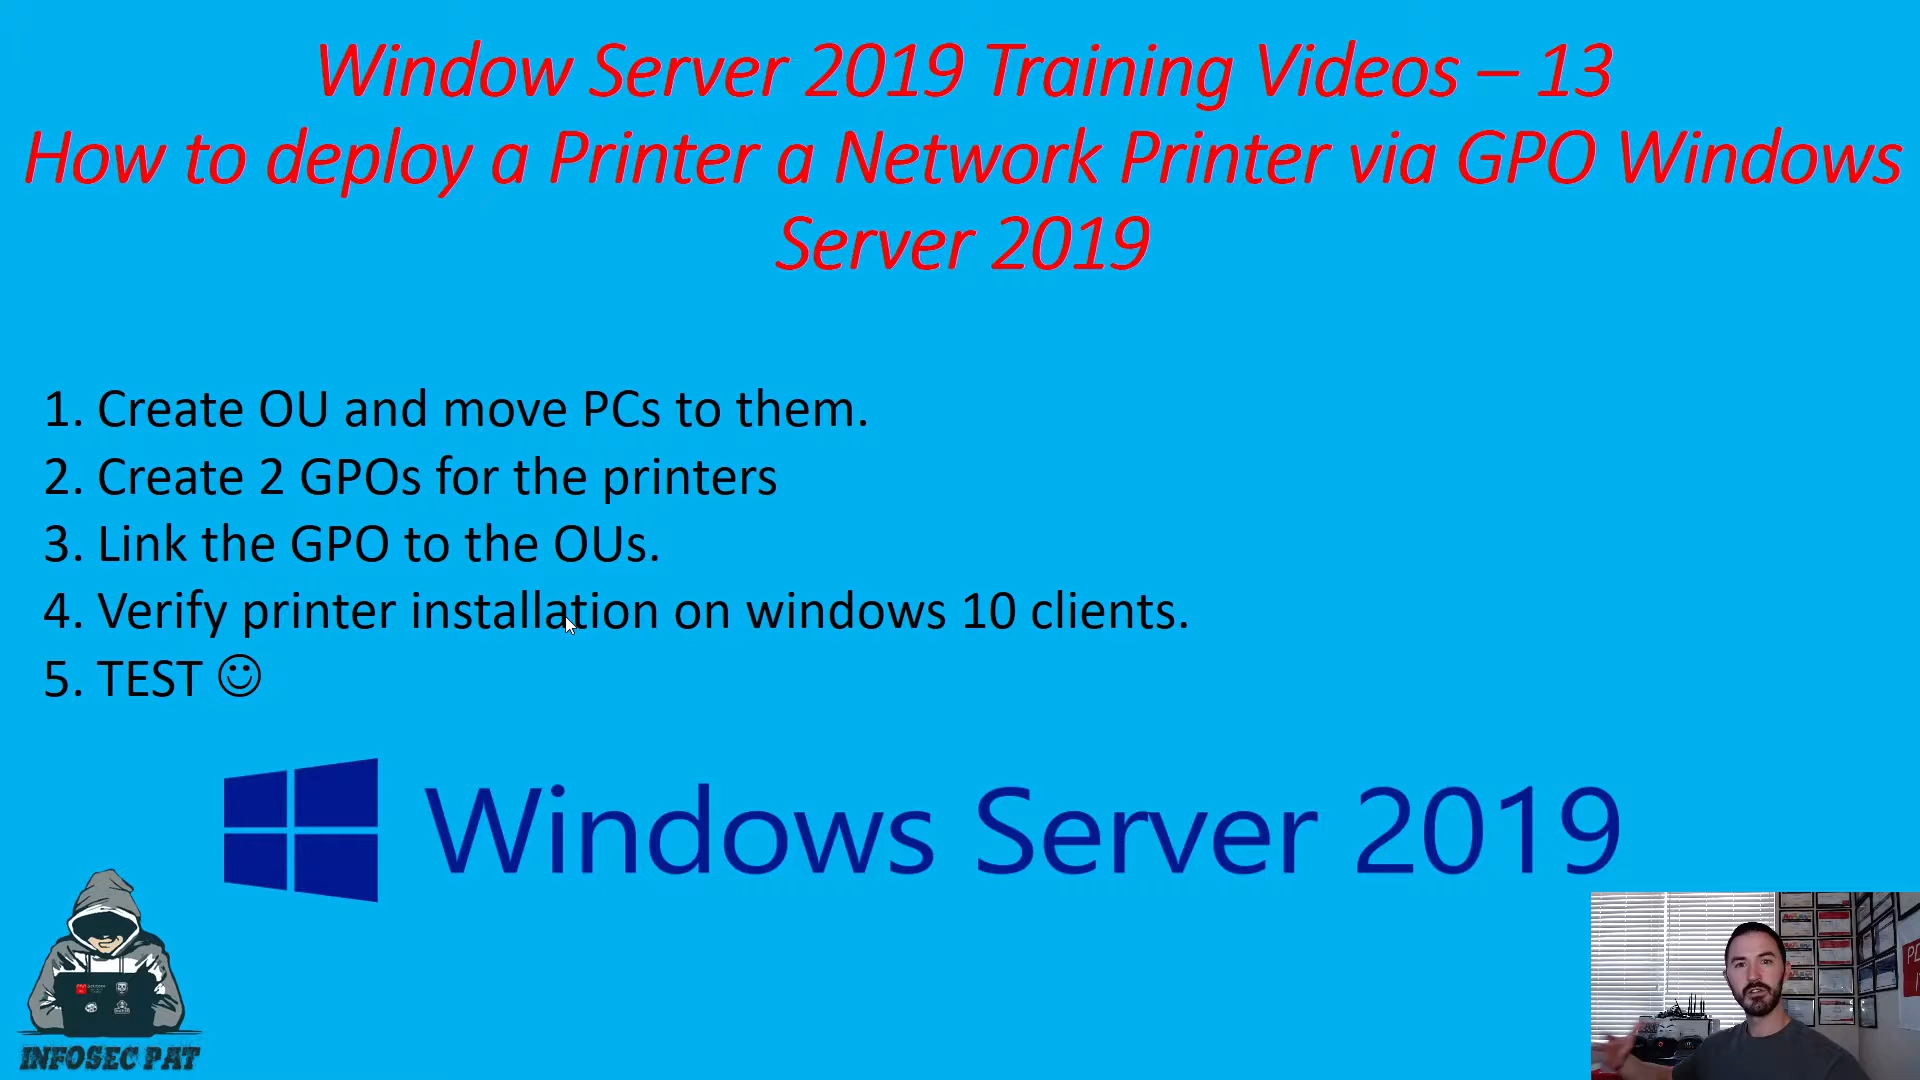 Window Server 2019 Training Videos – 13
How to deploy a Printer a Network Printer via GPO Windows
Server 2019
1. Create OU and move PCs to them.
2. Create 2 GPOs for the printers
3. Link the GPO to the OUs.
4. Verify printer installation on windows 10 clients.
5. TEST ☺
Windows Server 2019
INFOSEC PAT